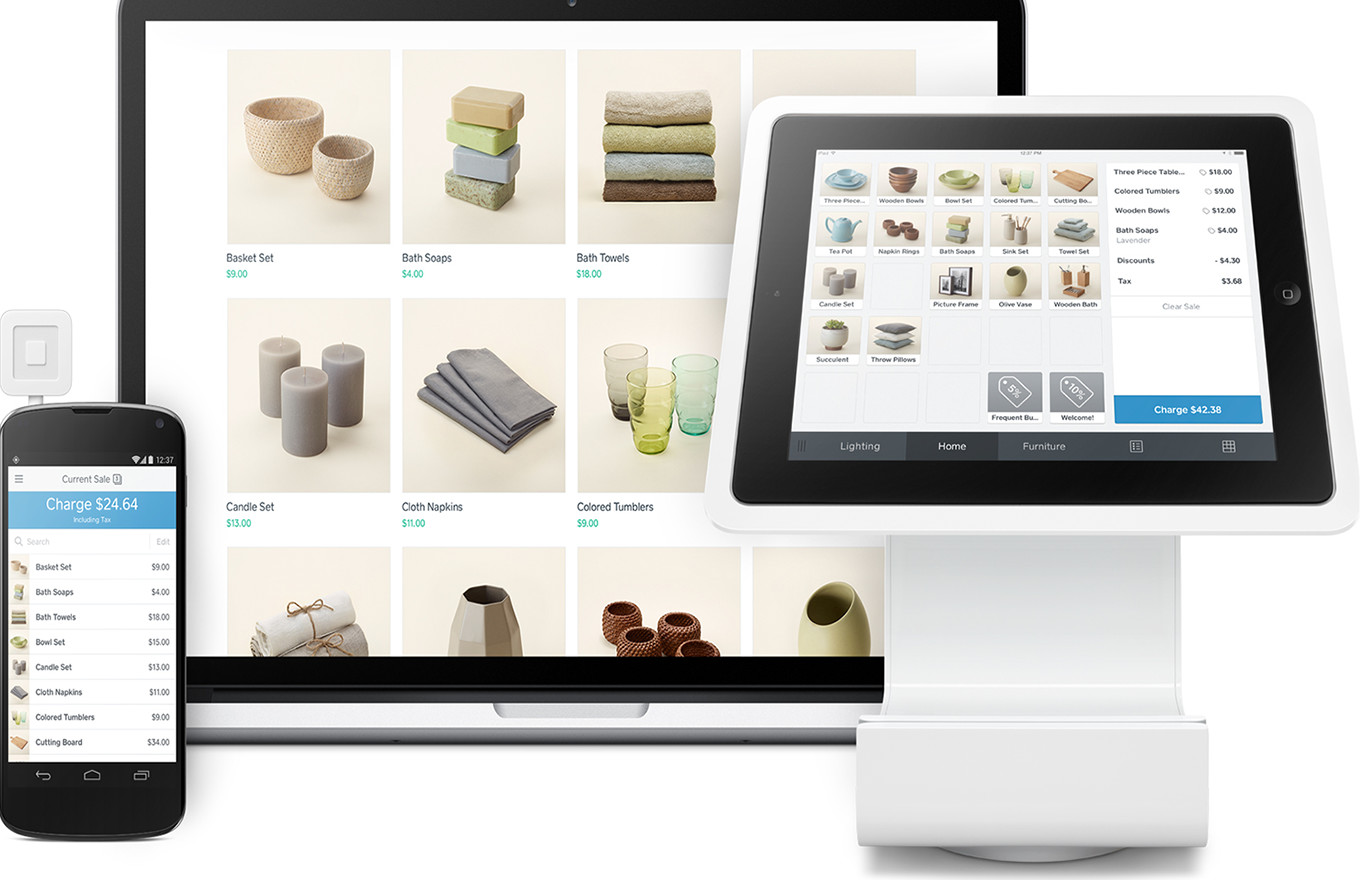 Basket Set
$9.00
Bath Soaps
$4.00
Bath Towels
$18.00
Candle Set
$13.00
Cloth Napkins
$11.00
Colored Tumblers
$9.00
12:37
Current Sale
Charge $24.64
Including Tax
Search Edit
Basket Set $9.00
Bath Soaps $4.00
Bath Towels $18.00
Bowl Set $15.00
Candle Set $13.00
Cloth Napkins $11.00
Colored Tumblers $9.00
Cutting Board $34.00
iPad 12:37 PM
Three Piece... Wooden Bowls Bowl Set Colored Tum... Cutting Bo...
Tea Pot Napkin Rings Bath Soaps Sink Set Towel Set
Candle Set Picture Frame Olive Vase Wooden Bath
Succulent Throw Pillows
5% 10%
Frequent Bu... Welcome!
Three Piece Table... $18.00
Colored Tumblers $9.00
Wooden Bowls $12.00
Bath Soaps $4.00
Lavender
Discounts - $4.30
Tax $3.68
Clear Sale
Charge $42.38
Lighting Home Furniture